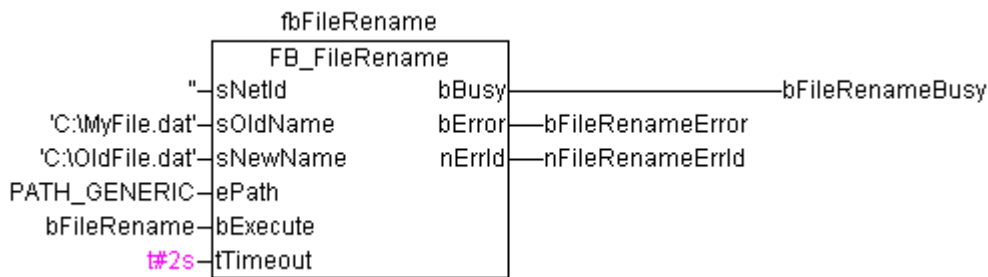 fbFileRename
FB_FileRename
'' sNetId bBusy bFileRenameBusy
'C:\MyFile.dat' sOldName bError bFileRenameError
'C:\OldFile.dat' sNewName nErrId nFileRenameErrId
PATH_GENERIC ePath
bFileRename bExecute
t#2s tTimeout